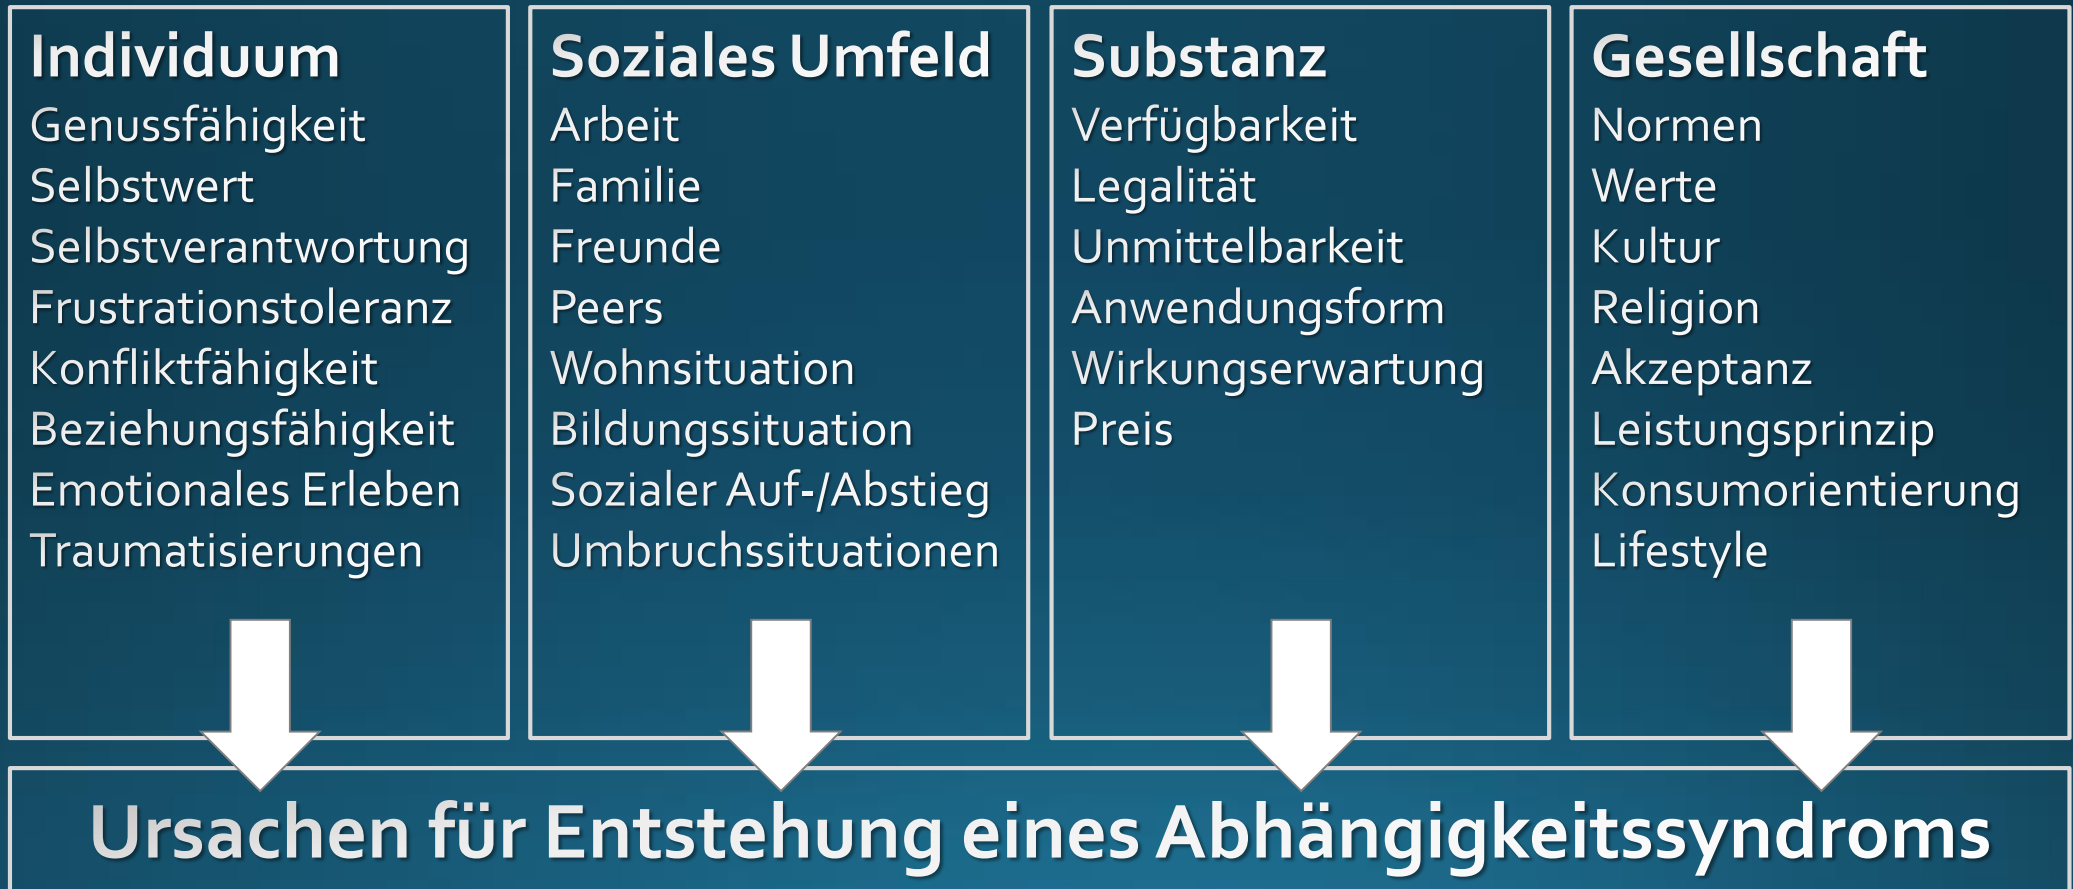 Individuum
Genussfähigkeit
Selbstwert
Selbstverantwortung
Frustrationstoleranz
Konfliktfähigkeit
Beziehungsfähigkeit
Emotionales Erleben
Traumatisierungen
Soziales Umfeld
Arbeit
Familie
Freunde
Peers
Wohnsituation
Bildungssituation
Sozialer Auf-/Abstieg
Umbruchssituationen
Substanz
Verfügbarkeit
Legalität
Unmittelbarkeit
Anwendungsform
Wirkungserwartung
Preis
Gesellschaft
Normen
Werte
Kultur
Religion
Akzeptanz
Leistungsprinzip
Konsumorientierung
Lifestyle
Ursachen für Entstehung eines Abhängigkeitssyndroms